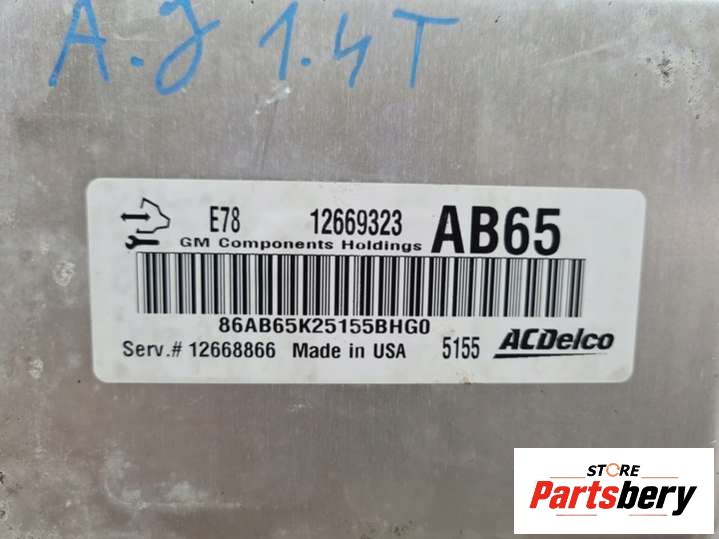 A.J 1.4T
E78 12669323 AB65
GM Components Holdings
86AB65K25155BHG0
Serv.# 12668866 Made in USA 5155 ACDelco
STORE
Partsbery